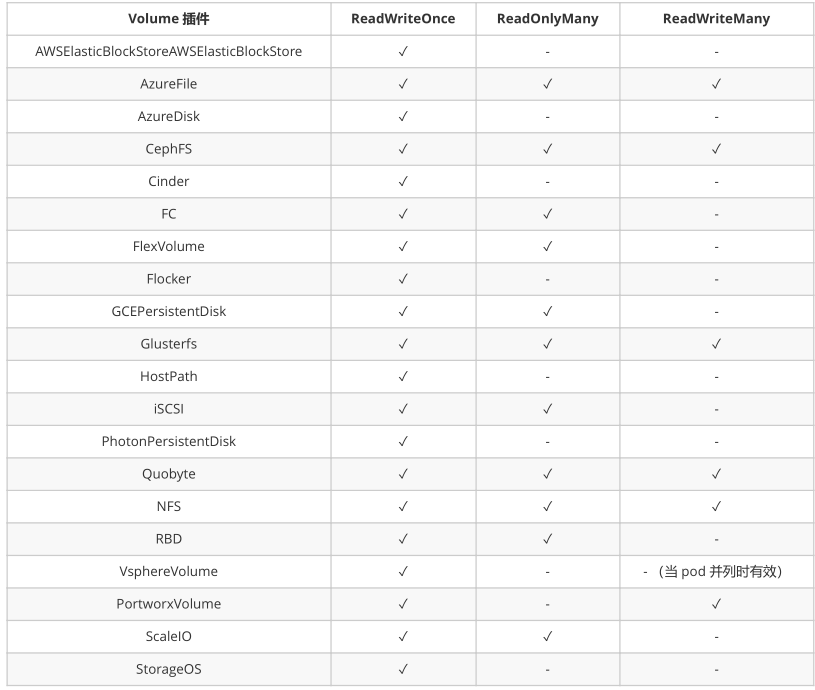 Volume 插件 ReadWriteOnce ReadOnlyMany ReadWriteMany
AWSElasticBlockStoreAWSElasticBlockStore ✓ - -
AzureFile ✓ ✓ ✓
AzureDisk ✓ - -
CephFS ✓ ✓ ✓
Cinder ✓ - -
FC ✓ ✓ -
FlexVolume ✓ ✓ -
Flocker ✓ - -
GCEPersistentDisk ✓ ✓ -
Glusterfs ✓ ✓ ✓
HostPath ✓ - -
iSCSI ✓ ✓ -
PhotonPersistentDisk ✓ - -
Quobyte ✓ ✓ ✓
NFS ✓ ✓ ✓
RBD ✓ ✓ -
VsphereVolume ✓ - - （当 pod 并列时有效）
PortworxVolume ✓ - ✓
ScaleIO ✓ ✓ -
StorageOS ✓ - -